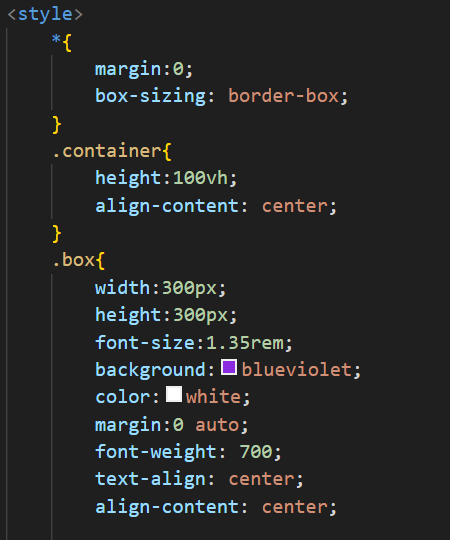 <style>
*{
margin:0;
box-sizing: border-box;
}
.container{
height:100vh;
align-content: center;
}
.box{
width:300px;
height:300px;
font-size:1.35rem;
background:blueviolet;
color:white;
margin:0 auto;
font-weight: 700;
text-align: center;
align-content: center;